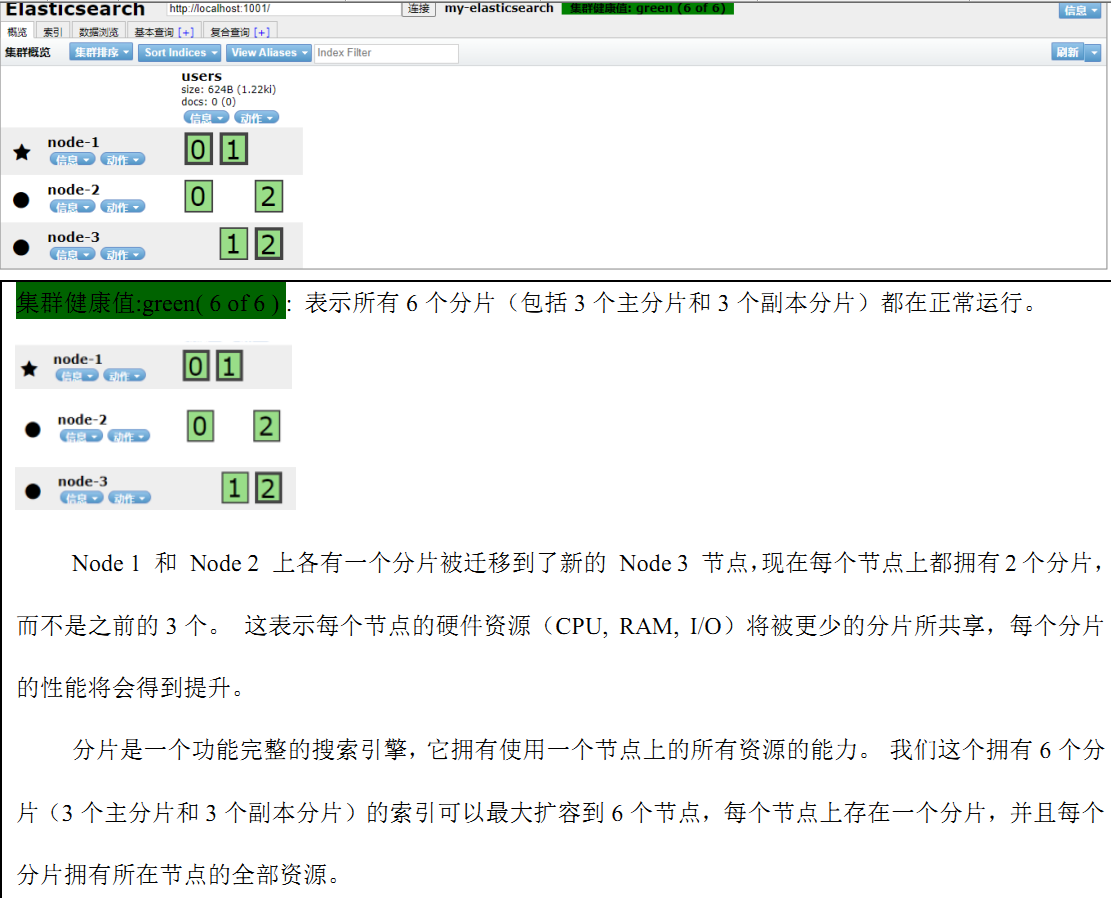 Elasticsearch http://localhost:1001/ 连接 my-elasticsearch 集群健康值: green (6 of 6) 信息
概览 索引 数据浏览 基本查询 [+] 复合查询 [+]
集群概览 集群排序 Sort Indices View Aliases Index Filter 刷新
users
size: 624B (1.22ki)
docs: 0 (0)
信息 动作
node-1 0 1
信息 动作
node-2 0 2
信息 动作
node-3 1 2
信息 动作
集群健康值:green( 6 of 6 )：表示所有 6 个分片（包括 3 个主分片和 3 个副本分片）都在正常运行。
node-1 0 1
信息 动作
node-2 0 2
信息 动作
node-3 1 2
信息 动作
Node 1 和 Node 2 上各有一个分片被迁移到了新的 Node 3 节点，现在每个节点上都拥有 2 个分片，
而不是之前的 3 个。 这表示每个节点的硬件资源（CPU, RAM, I/O）将被更少的分片所共享，每个分片
的性能将会得到提升。
分片是一个功能完整的搜索引擎，它拥有使用一个节点上的所有资源的能力。 我们这个拥有 6 个分
片（3 个主分片和 3 个副本分片）的索引可以最大扩容到 6 个节点，每个节点上存在一个分片，并且每个
分片拥有所在节点的全部资源。